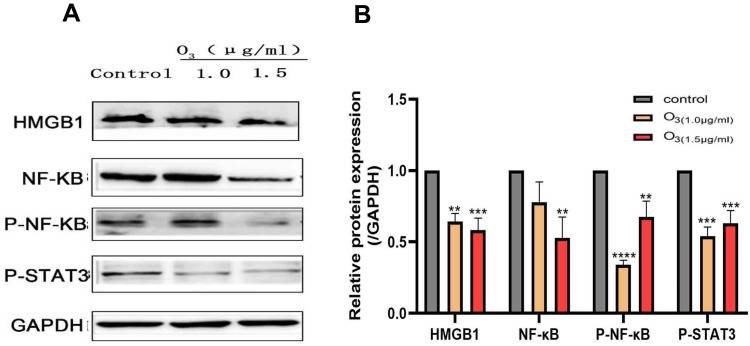 A
O3 (μg/ml)
Control 1.0 1.5
HMGB1
NF-KB
P-NF-KB
P-STAT3
GAPDH
B
Relative protein expression
(/GAPDH)
1.5
1.0
0.5
0.0
control
O3(1.0μg/ml)
O3(1.5μg/ml)
** *** ** **** ** *** ***
HMGB1 NF-κB P-NF-κB P-STAT3